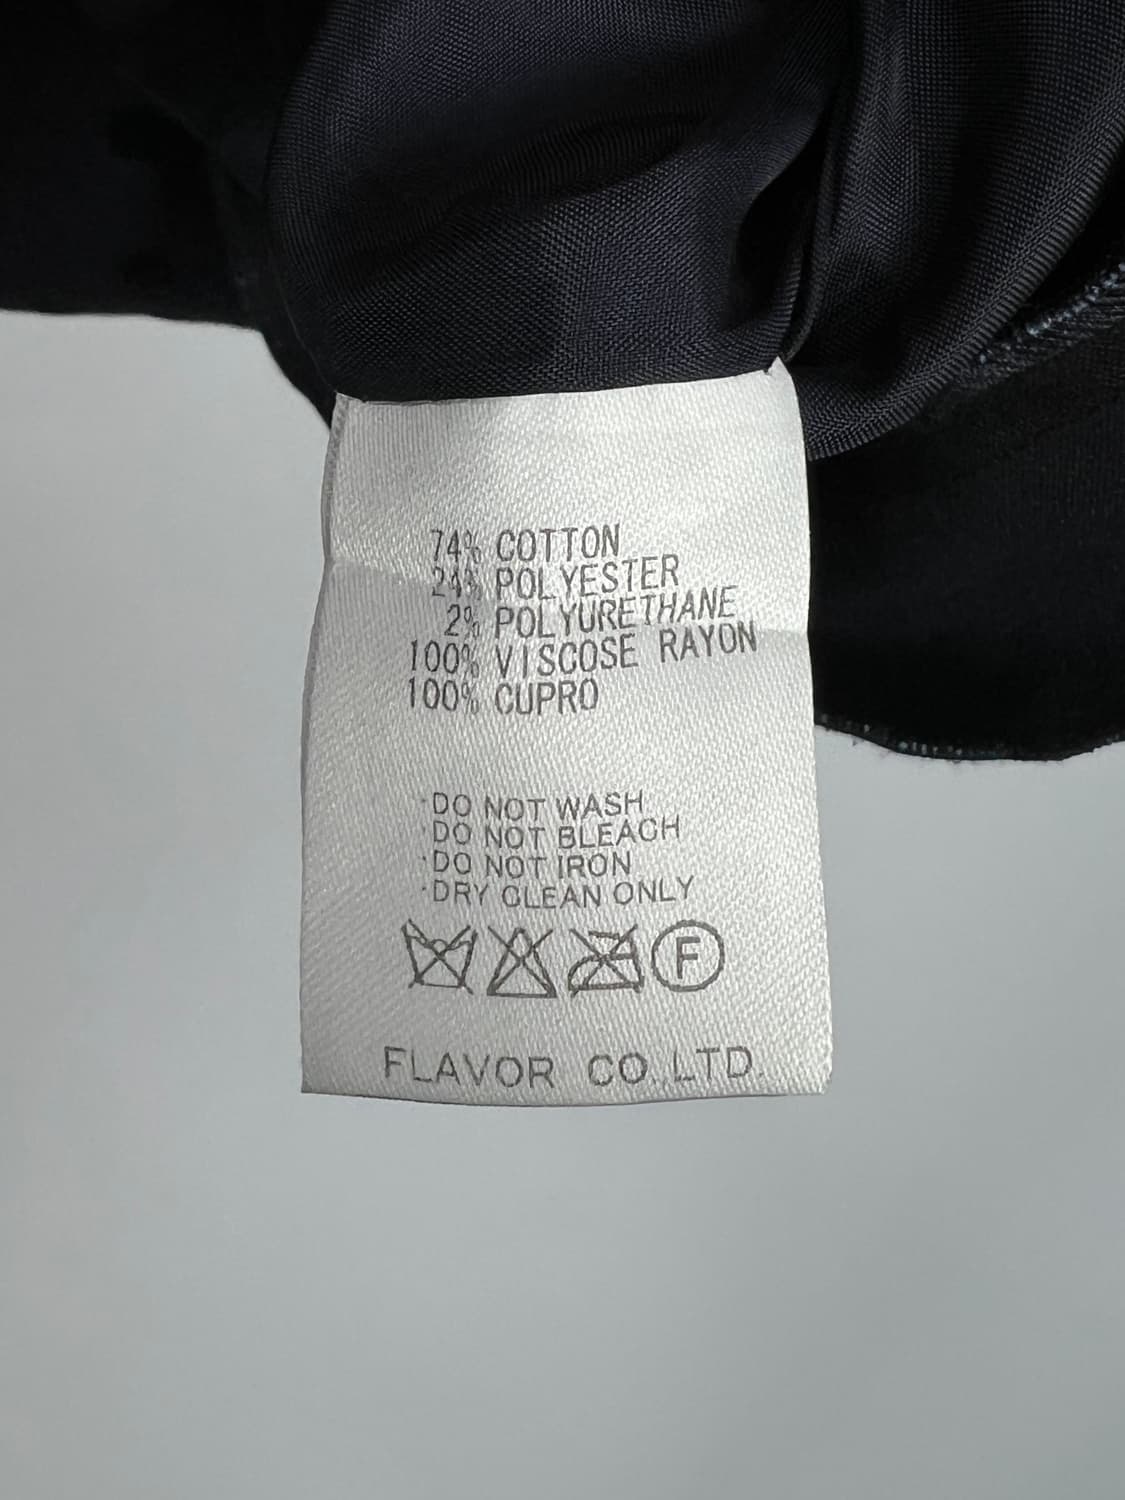 74% COTTON
24% POLYESTER
2% POLYURETHANE
100% VISCOSE RAYON
100% CUPRO
·DO NOT WASH
·DO NOT BLEACH
·DO NOT IRON
·DRY CLEAN ONLY
F
FLAVOR CO.,LTD.